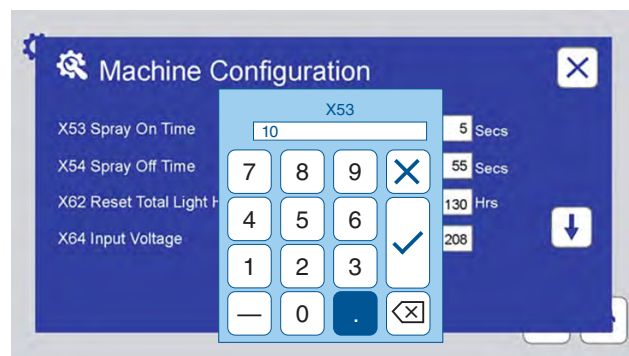 Machine Configuration
X53
10
X53 Spray On Time 5 Secs
X54 Spray Off Time 55 Secs
7 8 9
X62 Reset Total Light 130 Hrs
4 5 6
X64 Input Voltage 208
1 2 3
— 0 .